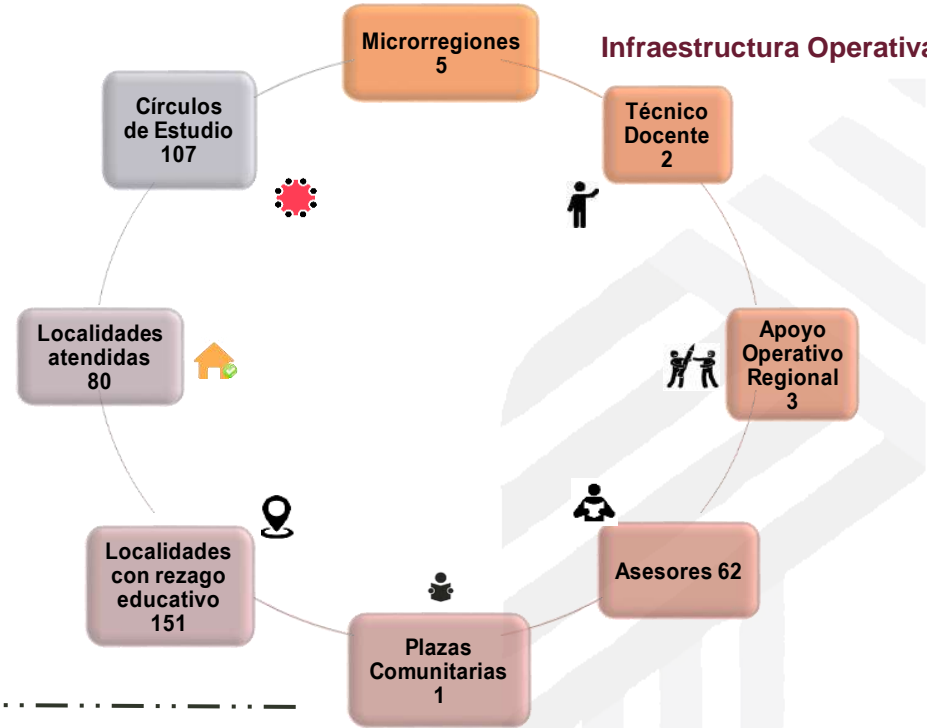 Infraestructura Operativa
Microrregiones
5
Técnico
Docente
2
Apoyo
Operativo
Regional
3
Asesores 62
Plazas
Comunitarias
1
Localidades
con rezago
educativo
151
Localidades
atendidas
80
Círculos
de Estudio
107